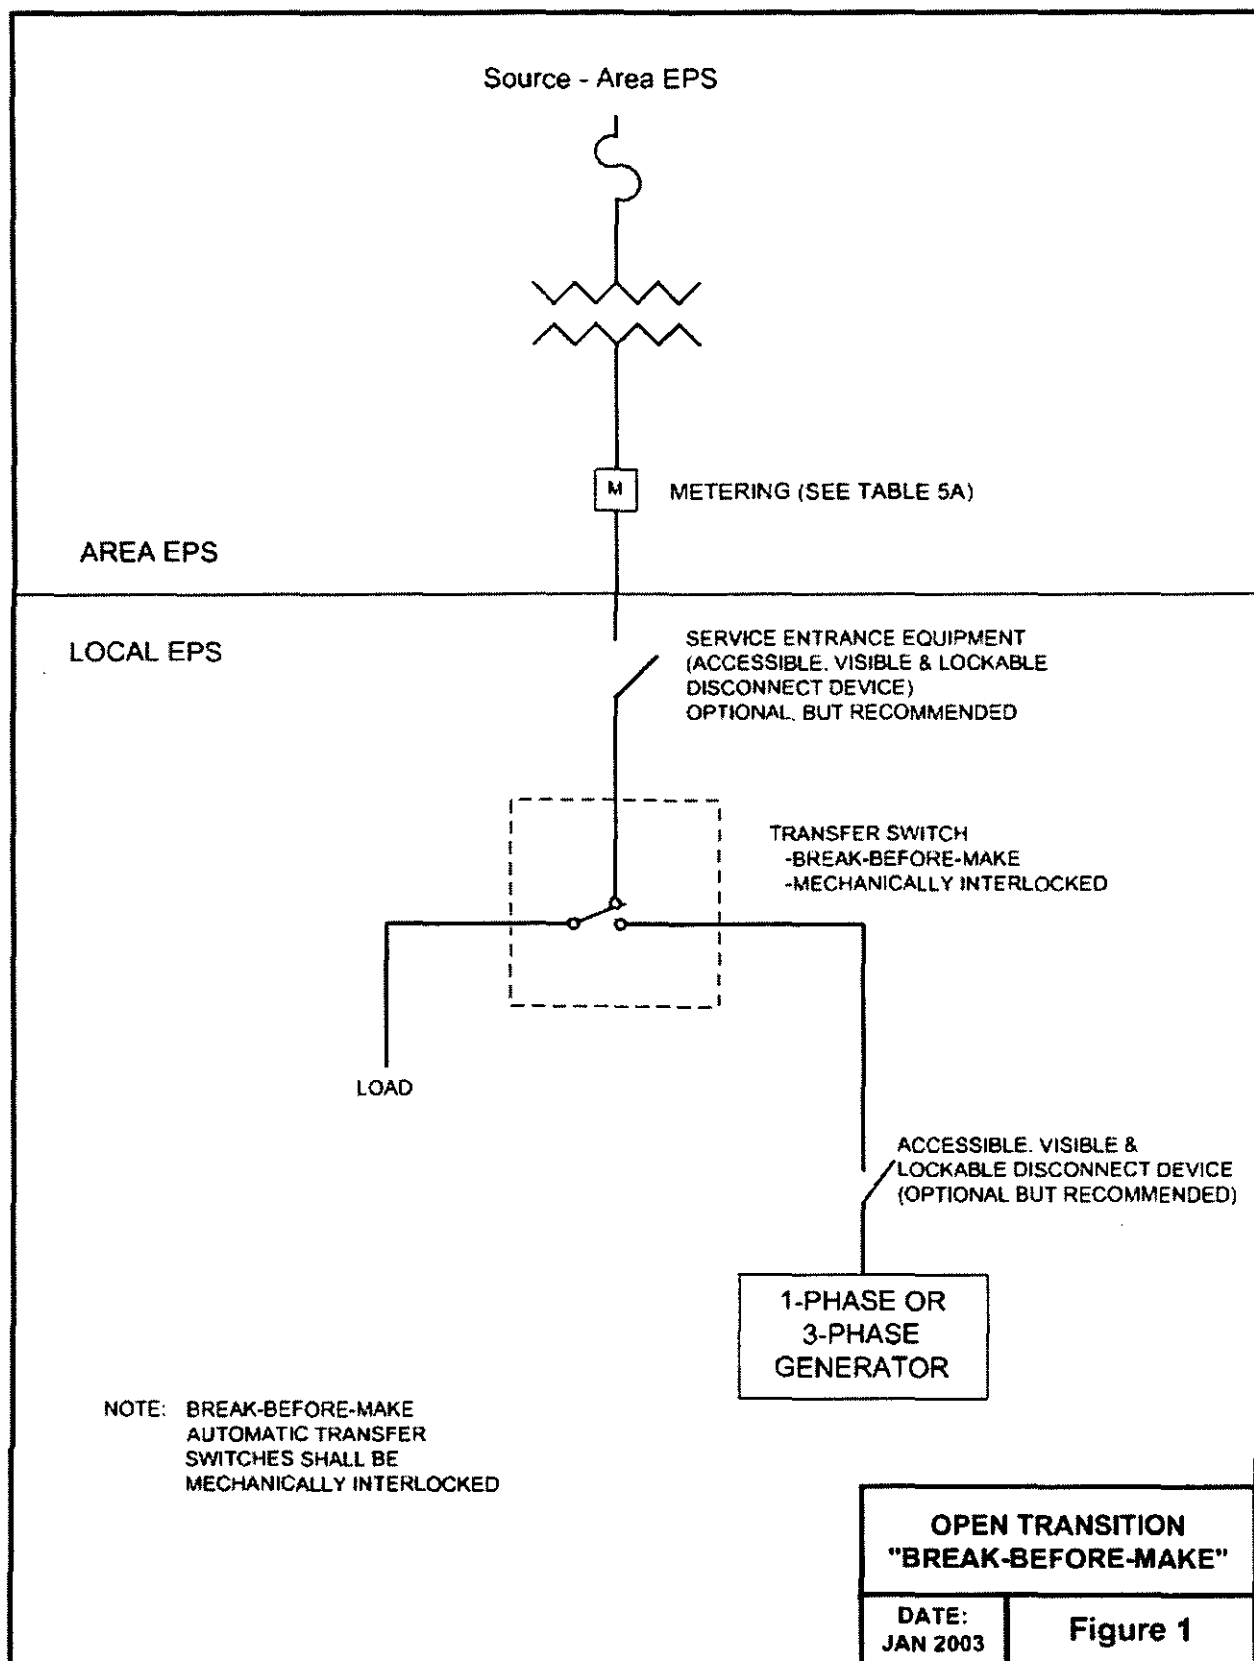 Source - Area EPS
M
METERING (SEE TABLE 5A)
AREA EPS
LOCAL EPS
SERVICE ENTRANCE EQUIPMENT
(ACCESSIBLE. VISIBLE & LOCKABLE
DISCONNECT DEVICE)
OPTIONAL, BUT RECOMMENDED
TRANSFER SWITCH
-BREAK-BEFORE-MAKE
-MECHANICALLY INTERLOCKED
LOAD
ACCESSIBLE. VISIBLE &
LOCKABLE DISCONNECT DEVICE
(OPTIONAL BUT RECOMMENDED)
1-PHASE OR
3-PHASE
GENERATOR
NOTE: BREAK-BEFORE-MAKE
AUTOMATIC TRANSFER
SWITCHES SHALL BE
MECHANICALLY INTERLOCKED
OPEN TRANSITION
"BREAK-BEFORE-MAKE"
DATE:
JAN 2003
Figure 1